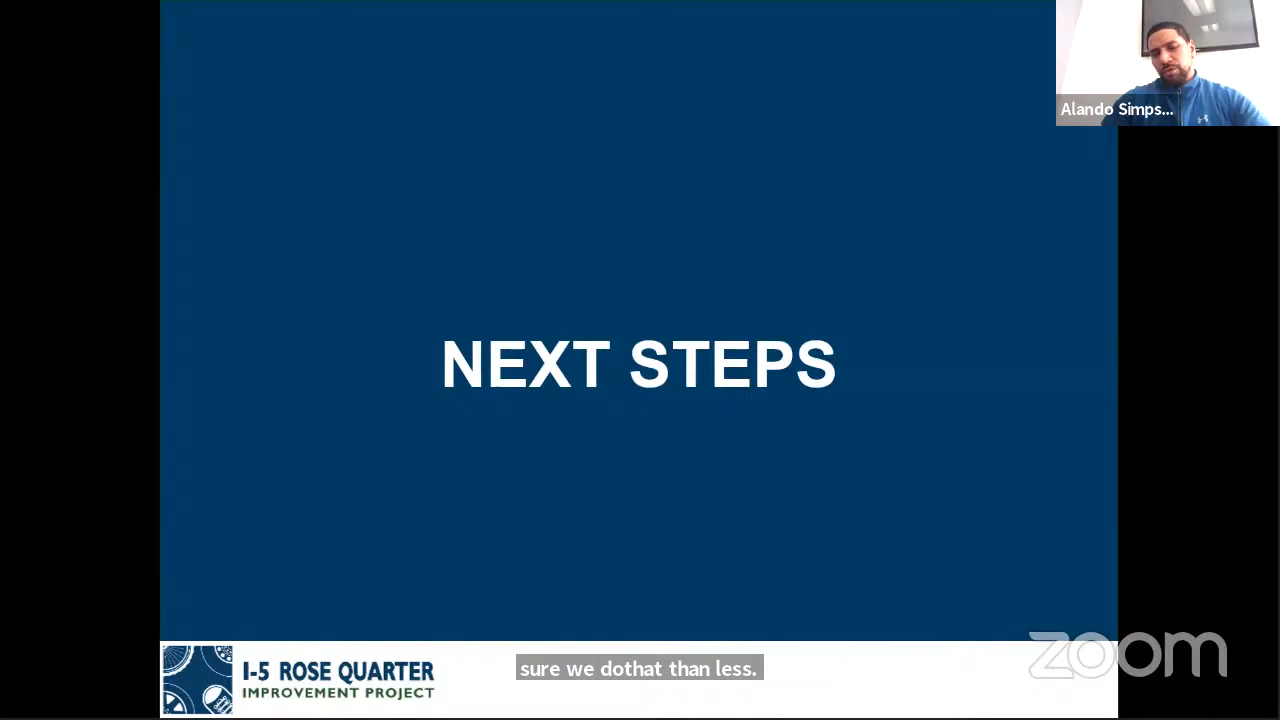 Alando Simps...
NEXT STEPS
I-5 ROSE QUARTER
IMPROVEMENT PROJECT
sure we dothat than less.
zoom